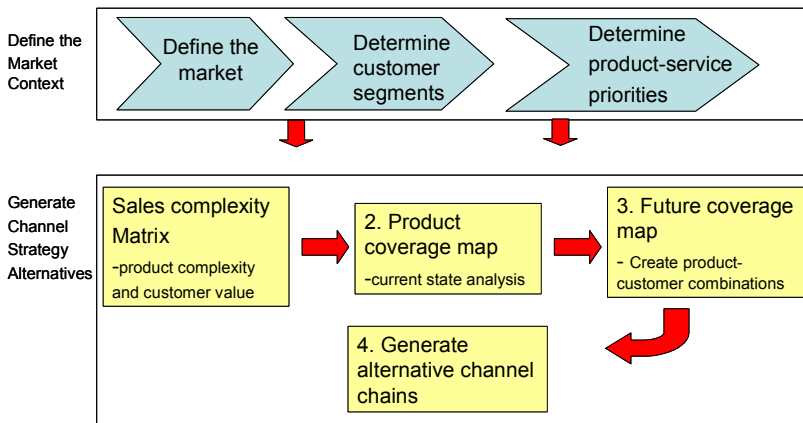 Define the
Market
Context
Define the
market
Determine
customer
segments
Determine
product-service
priorities
Generate
Channel
Strategy
Alternatives
Sales complexity
Matrix
-product complexity
and customer value
2. Product
coverage map
-current state analysis
3. Future coverage
map
- Create product-
customer combinations
4. Generate
alternative channel
chains